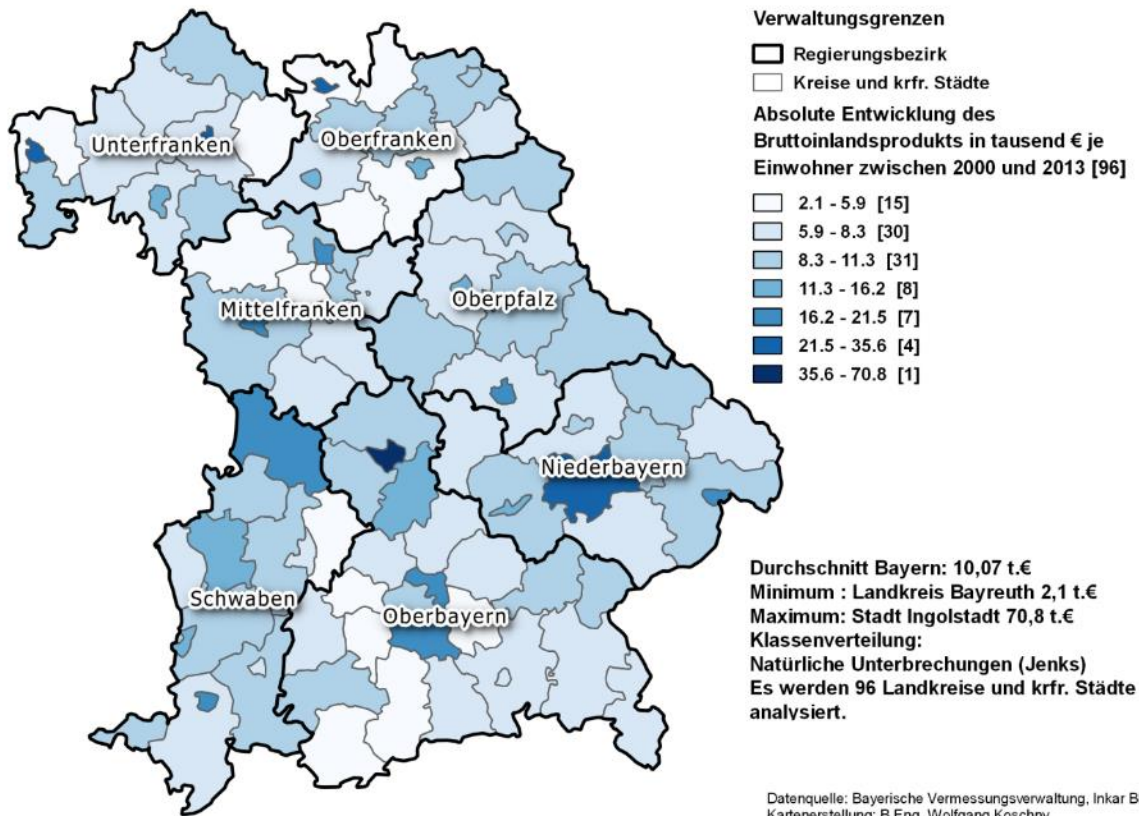 Verwaltungsgrenzen
Regierungsbezirk
Kreise und krfr. Städte
Absolute Entwicklung des
Bruttoinlandsprodukts in tausend € je
Einwohner zwischen 2000 und 2013 [96]
2.1 - 5.9 [15]
5.9 - 8.3 [30]
8.3 - 11.3 [31]
11.3 - 16.2 [8]
16.2 - 21.5 [7]
21.5 - 35.6 [4]
35.6 - 70.8 [1]
Unterfranken
Oberfranken
Mittelfranken
Oberpfalz
Niederbayern
Schwaben
Oberbayern
Durchschnitt Bayern: 10,07 t.€
Minimum : Landkreis Bayreuth 2,1 t.€
Maximum: Stadt Ingolstadt 70,8 t.€
Klassenverteilung:
Natürliche Unterbrechungen (Jenks)
Es werden 96 Landkreise und krfr. Städte
analysiert.
Datenquelle: Bayerische Vermessungsverwaltung, Inkar B
Kartenerstellung: B.Eng. Wolfgang Koschny